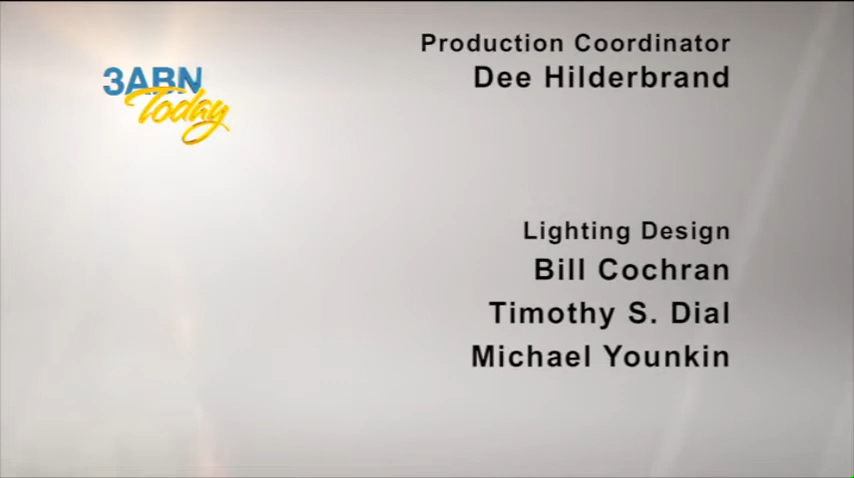 3ABN
Today
Production Coordinator
Dee Hilderbrand
Lighting Design
Bill Cochran
Timothy S. Dial
Michael Younkin